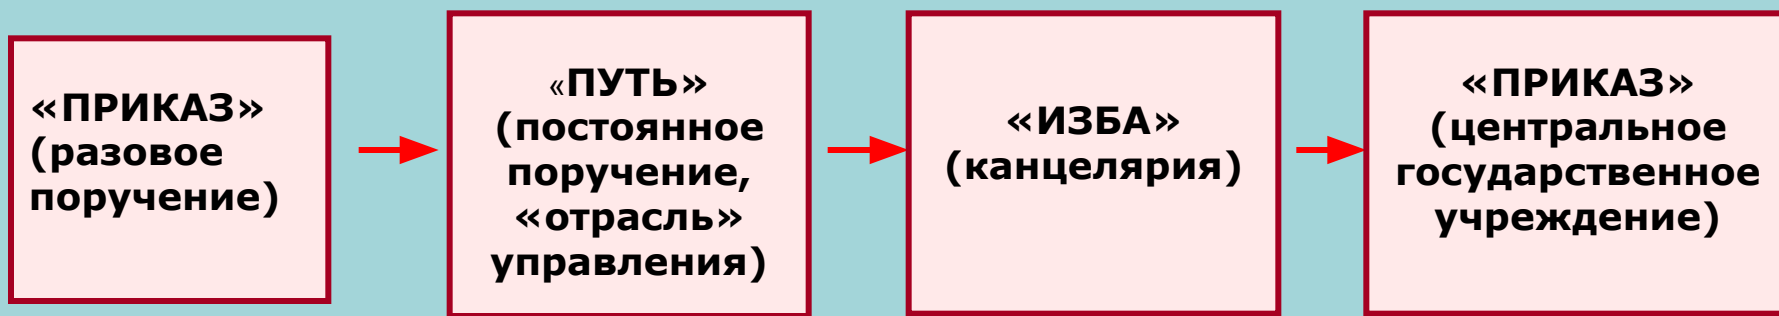 «ПРИКАЗ»
(разовое
поручение)
«ПУТЬ»
(постоянное
поручение,
«отрасль»
управления)
«ИЗБА»
(канцелярия)
«ПРИКАЗ»
(центральное
государственное
учреждение)